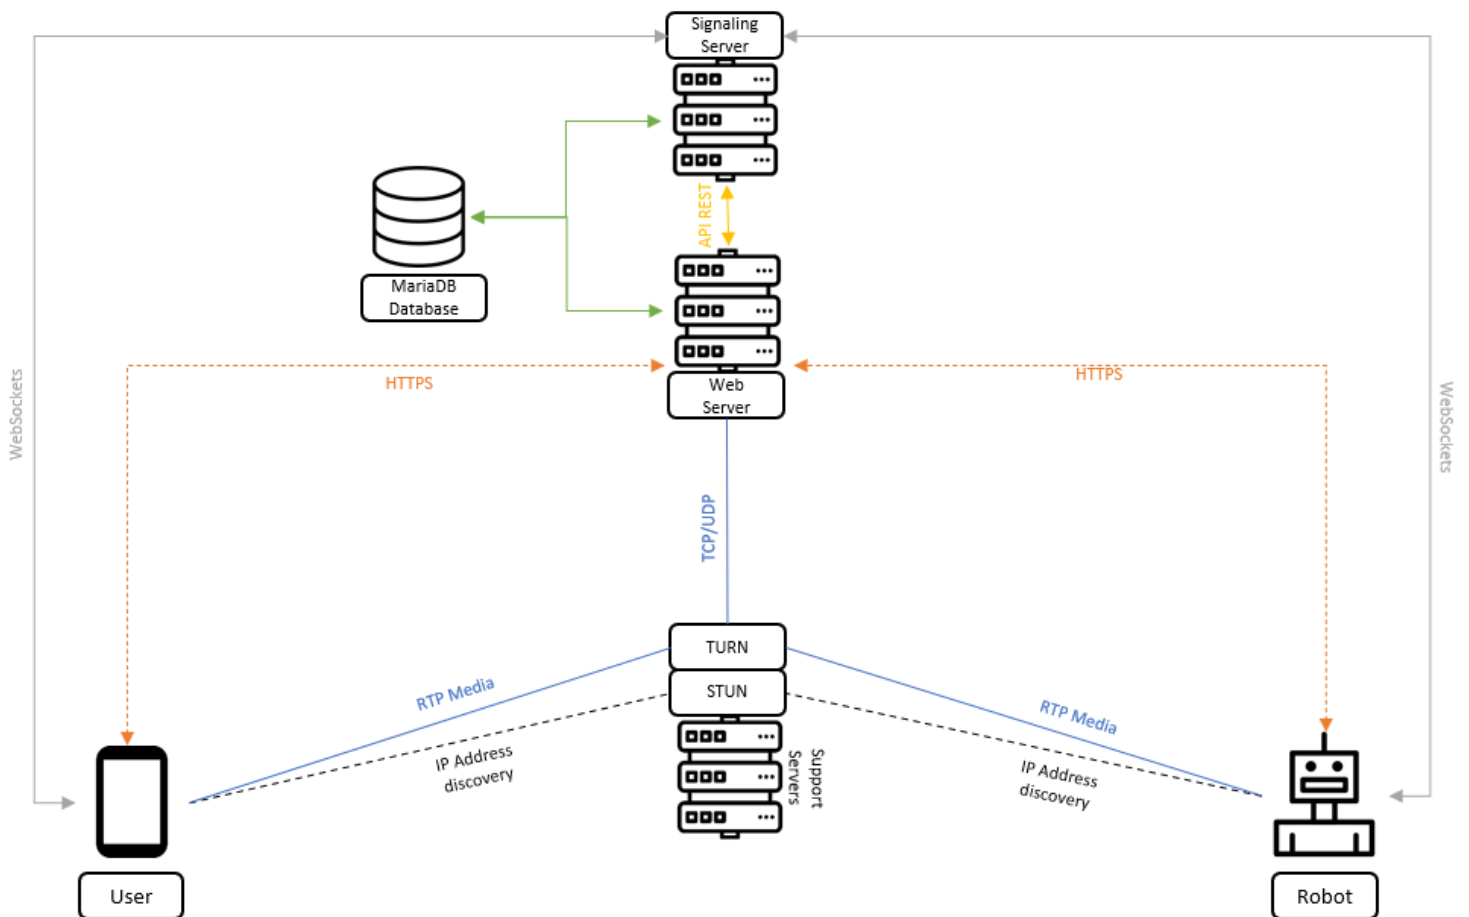 Signaling
Server
API REST
MariaDB
Database
HTTPS
HTTPS
Web
Server
WebSockets
WebSockets
TCP/UDP
TURN
STUN
RTP Media
RTP Media
IP Address
discovery
Support
Servers
IP Address
discovery
User
Robot